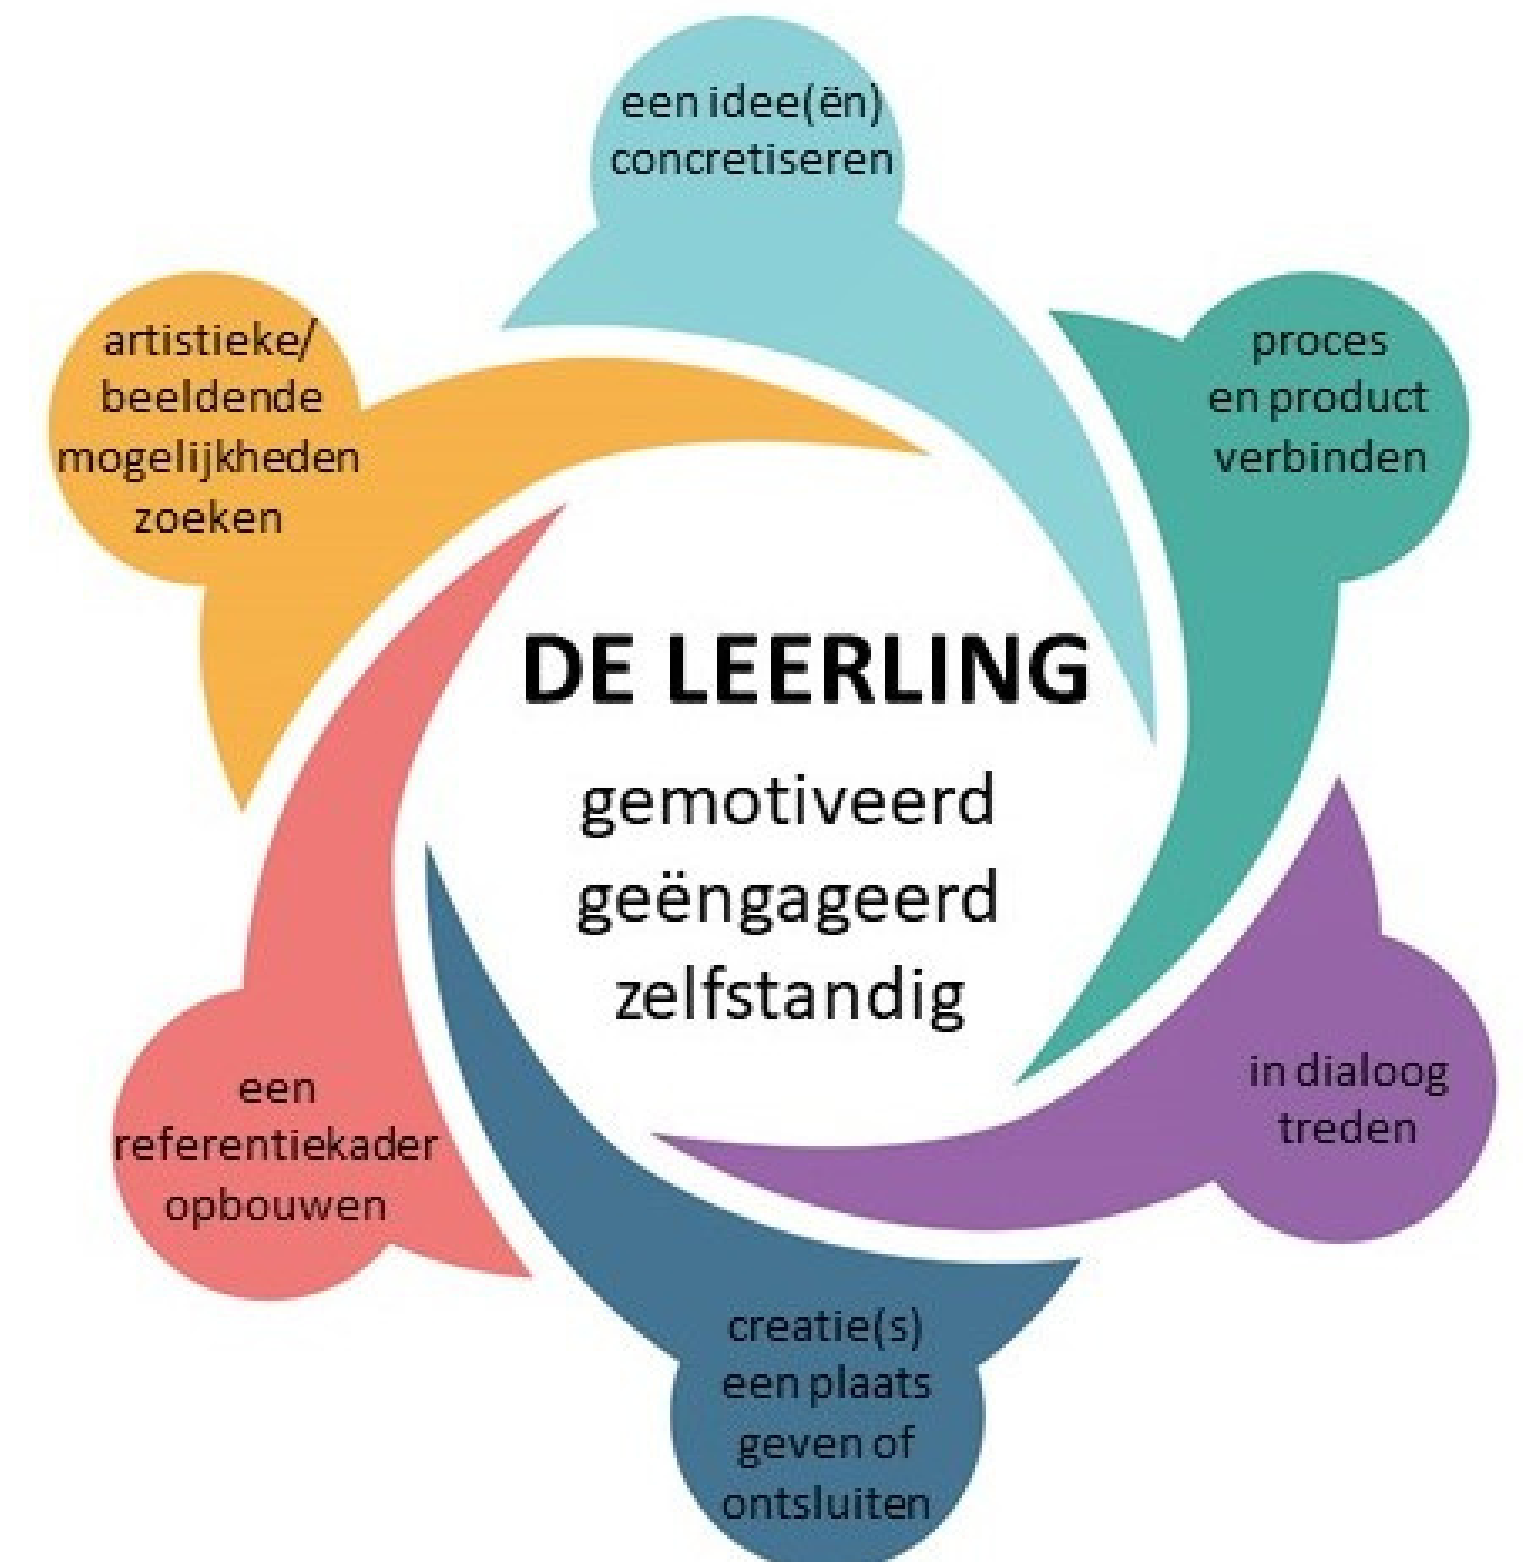 een idee(ën)
concretiseren
artistieke/
beeldende
mogelijkheden
zoeken
proces
en product
verbinden
DE LEERLING
gemotiveerd
geëngageerd
zelfstandig
een
referentiekader
opbouwen
in dialoog
treden
creatie(s)
een plaats
geven of
ontsluiten